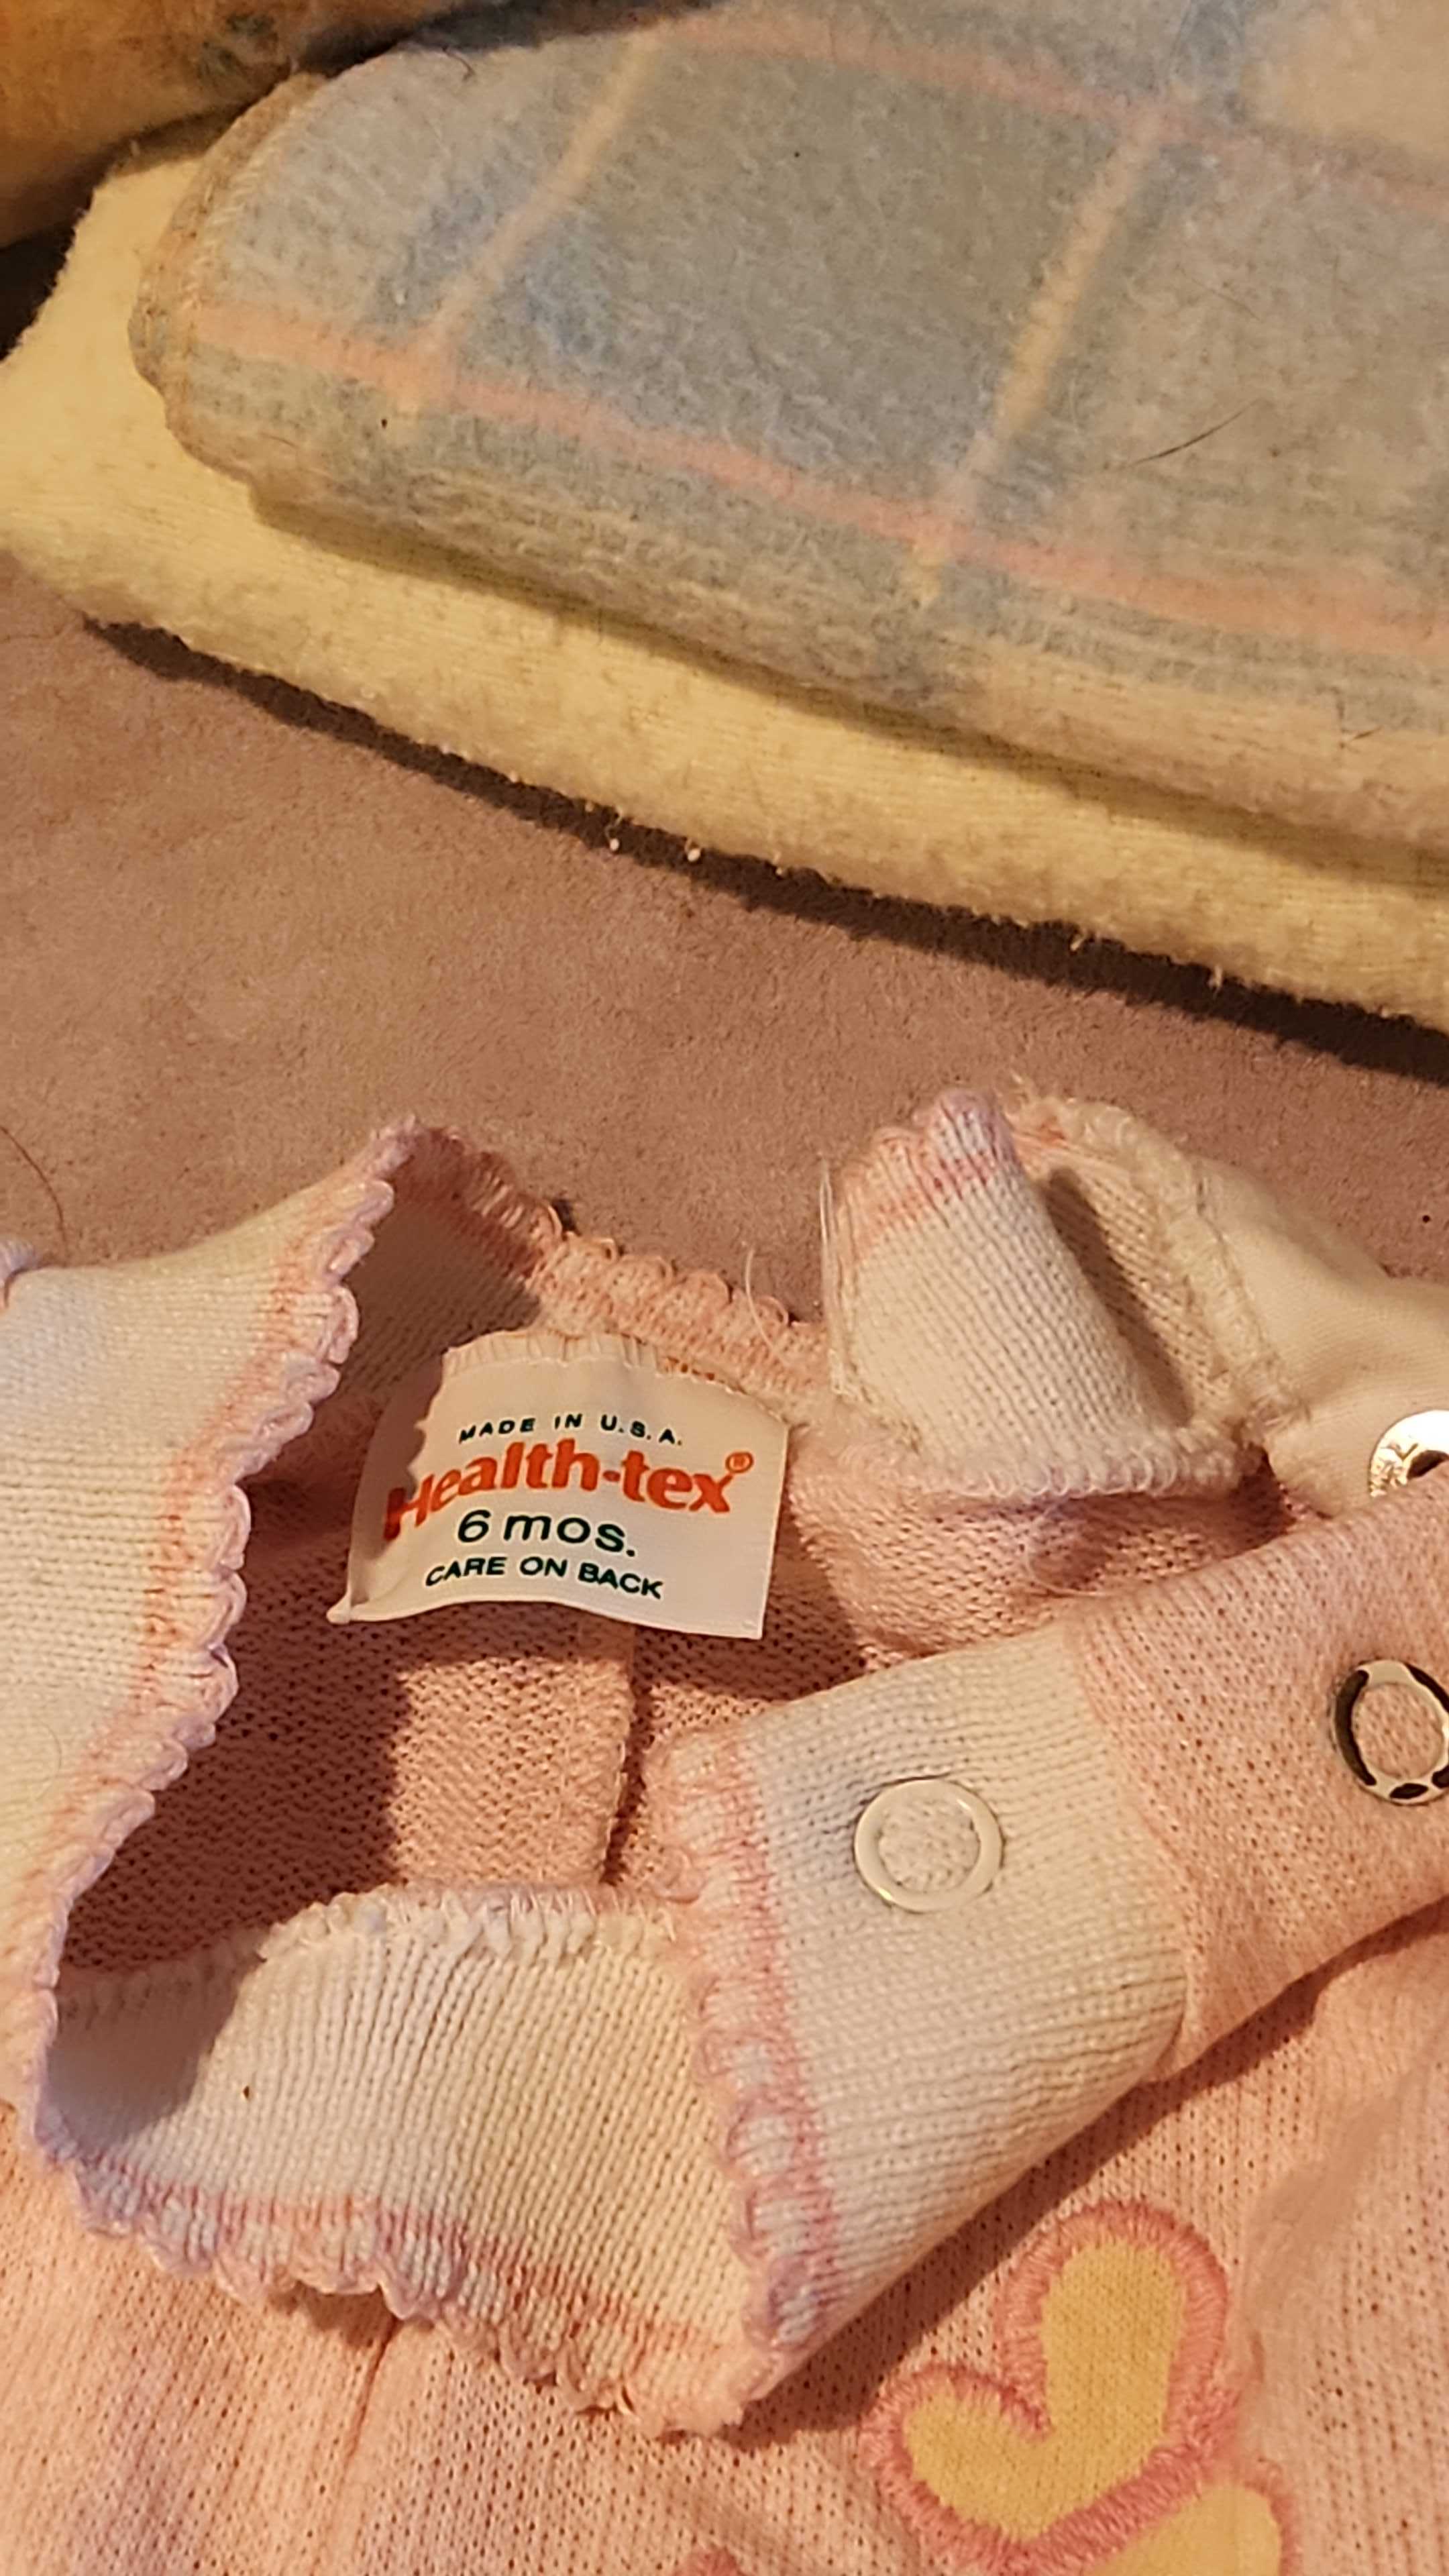 MADE IN U.S.A.
Health-tex®
6 mos.
CARE ON BACK